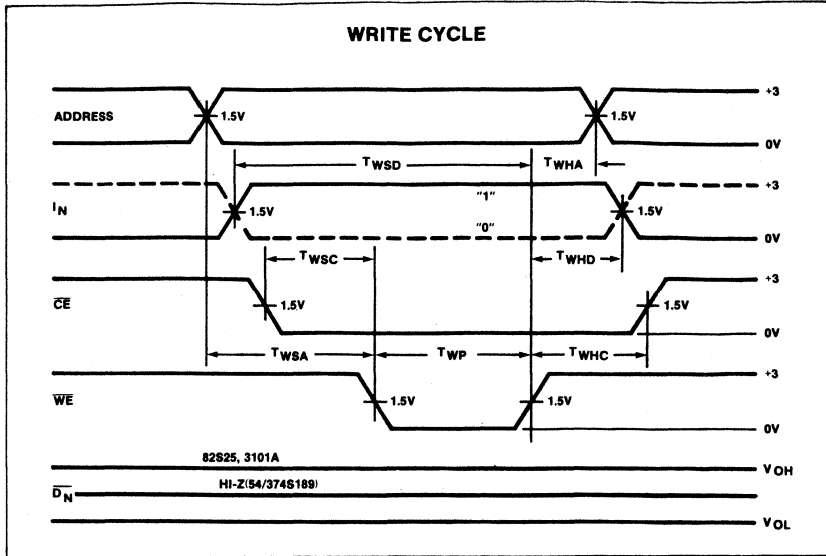 WRITE CYCLE
+3
ADDRESS
1.5V
1.5V
0V
TWSD
TWHA
+3
IN
"1"
1.5V
1.5V
"0"
0V
TWSC
TWHD
+3
CE
1.5V
1.5V
0V
TWSA
TWP
TWHC
+3
WE
1.5V
1.5V
0V
82S25, 3101A
VOH
HI-Z(54/374S189)
DN
VOL